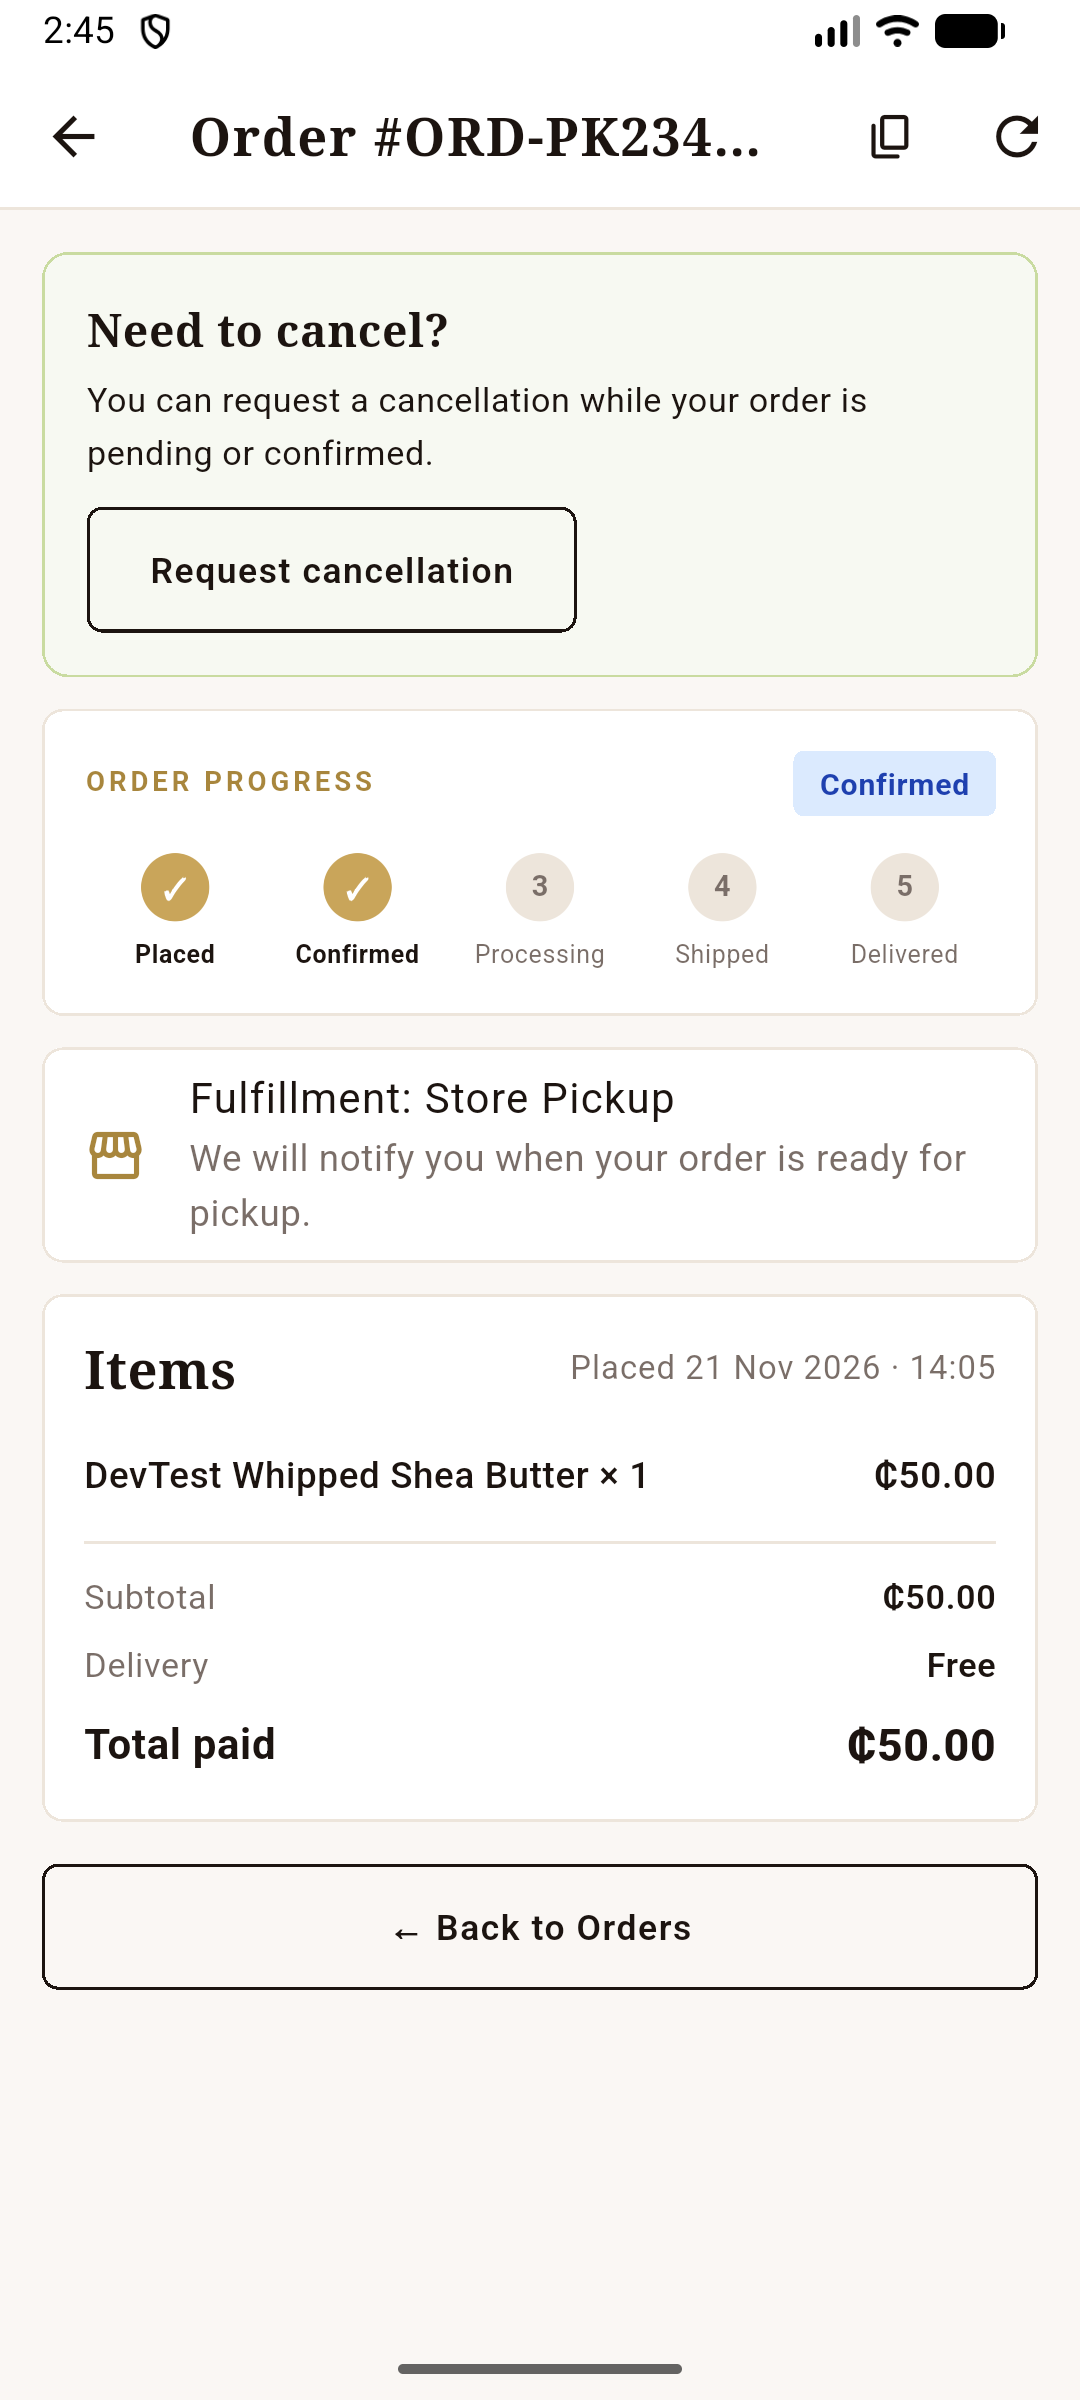 2:45
Order #ORD-PK234...
Need to cancel?
You can request a cancellation while your order is
pending or confirmed.
Request cancellation
ORDER PROGRESS
Confirmed
✓ ✓ 3 4 5
Placed Confirmed Processing Shipped Delivered
Fulfillment: Store Pickup
We will notify you when your order is ready for
pickup.
Items
Placed 21 Nov 2026 · 14:05
DevTest Whipped Shea Butter × 1 ₵50.00
Subtotal ₵50.00
Delivery Free
Total paid ₵50.00
← Back to Orders